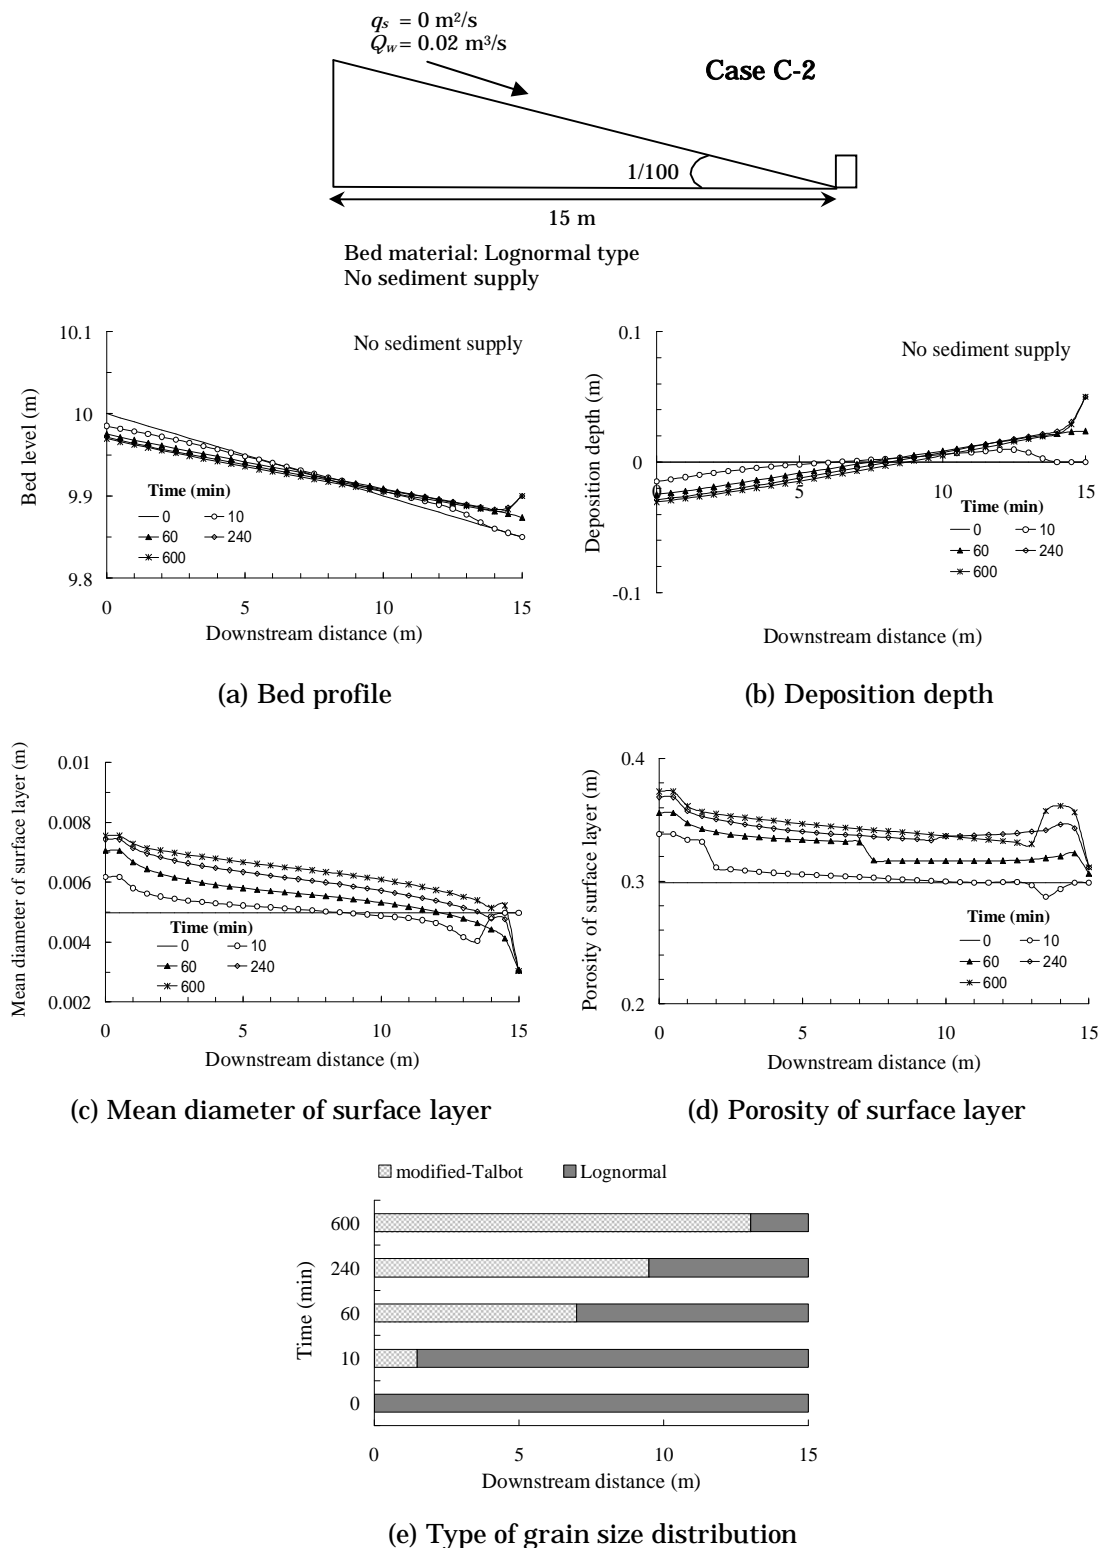 qs = 0 m²/s
Qw = 0.02 m³/s
Case C-2
1/100
15 m
Bed material: Lognormal type
No sediment supply
10.1
10
9.9
9.8
Bed level (m)
No sediment supply
Time (min)
0 10
60 240
600
0 5 10 15
Downstream distance (m)
(a) Bed profile
0.1
0
-0.1
Deposition depth (m)
No sediment supply
0 5 10 15
Time (min)
0 10
60 240
600
Downstream distance (m)
(b) Deposition depth
0.01
0.008
0.006
0.004
0.002
Mean diameter of surface layer (m)
Time (min)
0 10
60 240
600
0 5 10 15
Downstream distance (m)
(c) Mean diameter of surface layer
0.4
0.3
0.2
Porosity of surface layer (m)
Time (min)
0 10
60 240
600
0 5 10 15
Downstream distance (m)
(d) Porosity of surface layer
modified-Talbot Lognormal
600
240
60
10
0
Time (min)
0 5 10 15
Downstream distance (m)
(e) Type of grain size distribution